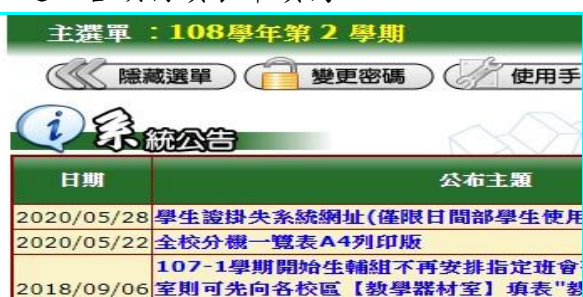 主選單 ：108學年第 2 學期
隱藏選單 變更密碼 使用手
系統公告
日期 公布主題
2020/05/28 學生證掛失系統網址(僅限日間部學生使用
2020/05/22 全校分機一覽表A4列印版
107-1學期開始生輔組不再安排指定班會
2018/09/06 室則可先向各校區【教學器材室】填表"教